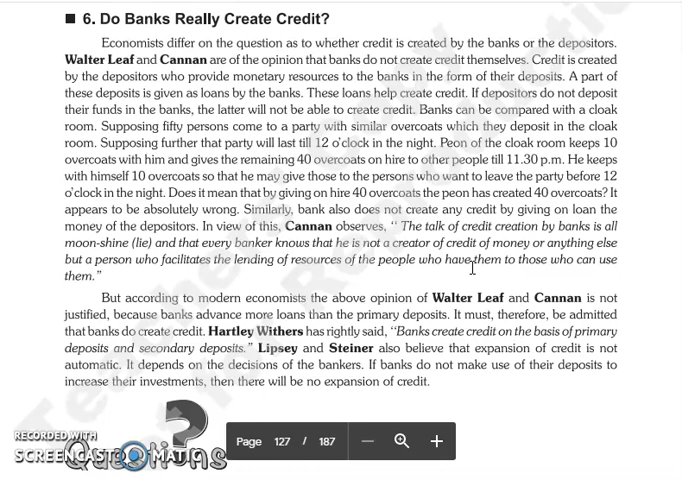 ■ 6. Do Banks Really Create Credit?
Economists differ on the question as to whether credit is created by the banks or the depositors.
Walter Leaf and Cannan are of the opinion that banks do not create credit themselves. Credit is created
by the depositors who provide monetary resources to the banks in the form of their deposits. A part of
these deposits is given as loans by the banks. These loans help create credit. If depositors do not deposit
their funds in the banks, the latter will not be able to create credit. Banks can be compared with a cloak
room. Supposing fifty persons come to a party with similar overcoats which they deposit in the cloak
room. Supposing further that party will last till 12 o'clock in the night. Peon of the cloak room keeps 10
overcoats with him and gives the remaining 40 overcoats on hire to other people till 11.30 p.m. He keeps
with himself 10 overcoats so that he may give those to the persons who want to leave the party before 12
o'clock in the night. Does it mean that by giving on hire 40 overcoats the peon has created 40 overcoats? It
appears to be absolutely wrong. Similarly, bank also does not create any credit by giving on loan the
money of the depositors. In view of this, Cannan observes, " The talk of credit creation by banks is all
moon-shine (lie) and that every banker knows that he is not a creator of credit of money or anything else
but a person who facilitates the lending of resources of the people who have them to those who can use
them."
But according to modern economists the above opinion of Walter Leaf and Cannan is not
justified, because banks advance more loans than the primary deposits. It must, therefore, be admitted
that banks do create credit. Hartley Withers has rightly said, "Banks create credit on the basis of primary
deposits and secondary deposits." Lipsey and Steiner also believe that expansion of credit is not
automatic. It depends on the decisions of the bankers. If banks do not make use of their deposits to
increase their investments, then there will be no expansion of credit.
Questions
Page 127 / 187
RECORDED WITH
SCREENCAST MATIC